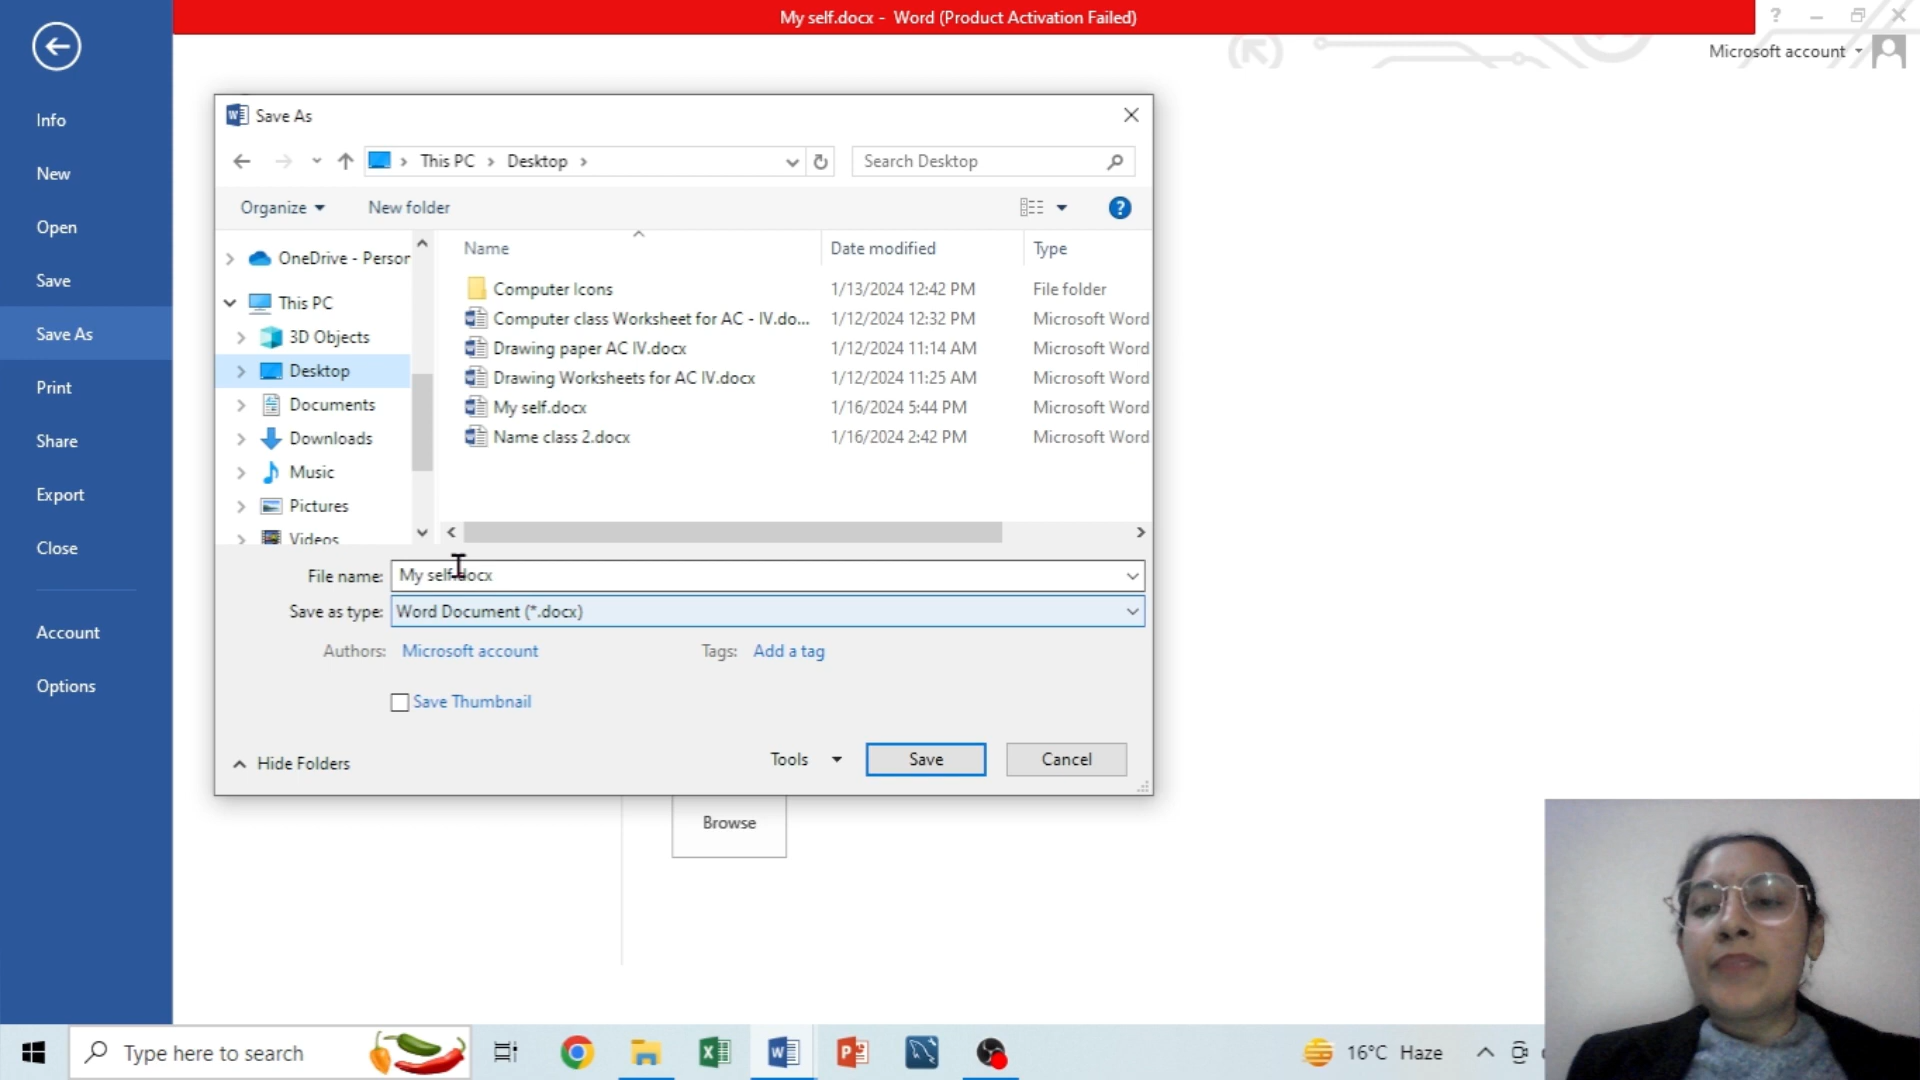 My self.docx - Word (Product Activation Failed)
?
Microsoft account
Info
New
Open
Save
Save As
Print
Share
Export
Close
Account
Options
Save As
This PC > Desktop >
Search Desktop
Organize
New folder
?
OneDrive - Person
This PC
3D Objects
Desktop
Documents
Downloads
Music
Pictures
Videos
Name Date modified Type
Computer Icons 1/13/2024 12:42 PM File folder
Computer class Worksheet for AC - IV.do... 1/12/2024 12:32 PM Microsoft Word
Drawing paper AC IV.docx 1/12/2024 11:14 AM Microsoft Word
Drawing Worksheets for AC IV.docx 1/12/2024 11:25 AM Microsoft Word
My self.docx 1/16/2024 5:44 PM Microsoft Word
Name class 2.docx 1/16/2024 2:42 PM Microsoft Word
File name: My self.docx
Save as type: Word Document (*.docx)
Authors: Microsoft account Tags: Add a tag
Save Thumbnail
Hide Folders
Tools
Save
Cancel
Browse
Type here to search
16°C Haze